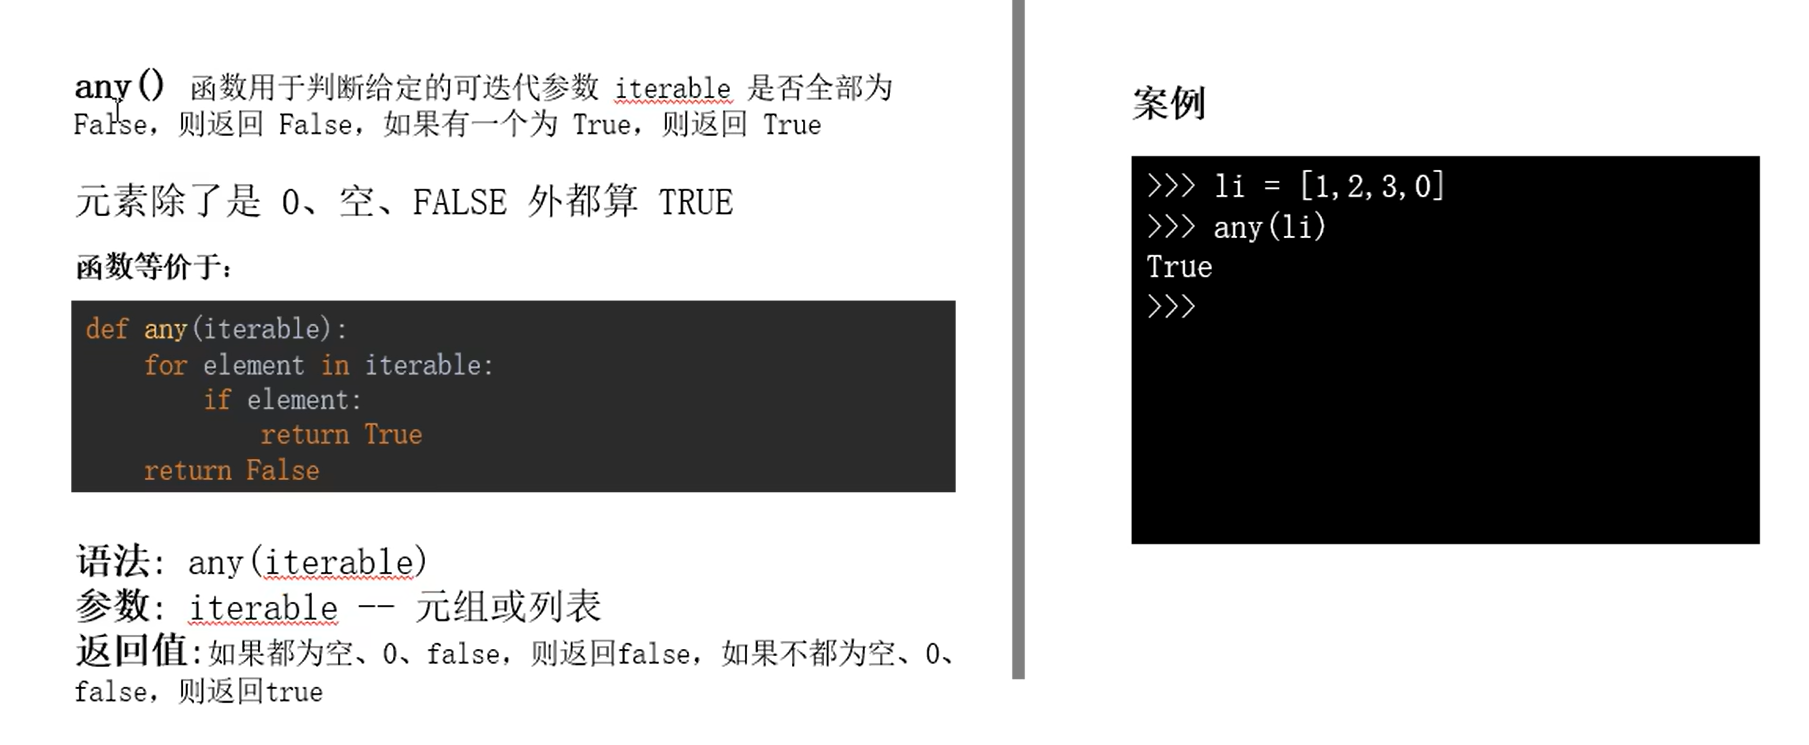 any() 函数用于判断给定的可迭代参数 iterable 是否全部为
False，则返回 False，如果有一个为 True，则返回 True
元素除了是 0、空、FALSE 外都算 TRUE
函数等价于：
def any(iterable):
    for element in iterable:
        if element:
            return True
    return False
语法: any(iterable)
参数: iterable -- 元组或列表
返回值:如果都为空、0、false，则返回false，如果不都为空、0、
false，则返回true
案例
>>> li = [1,2,3,0]
>>> any(li)
True
>>>